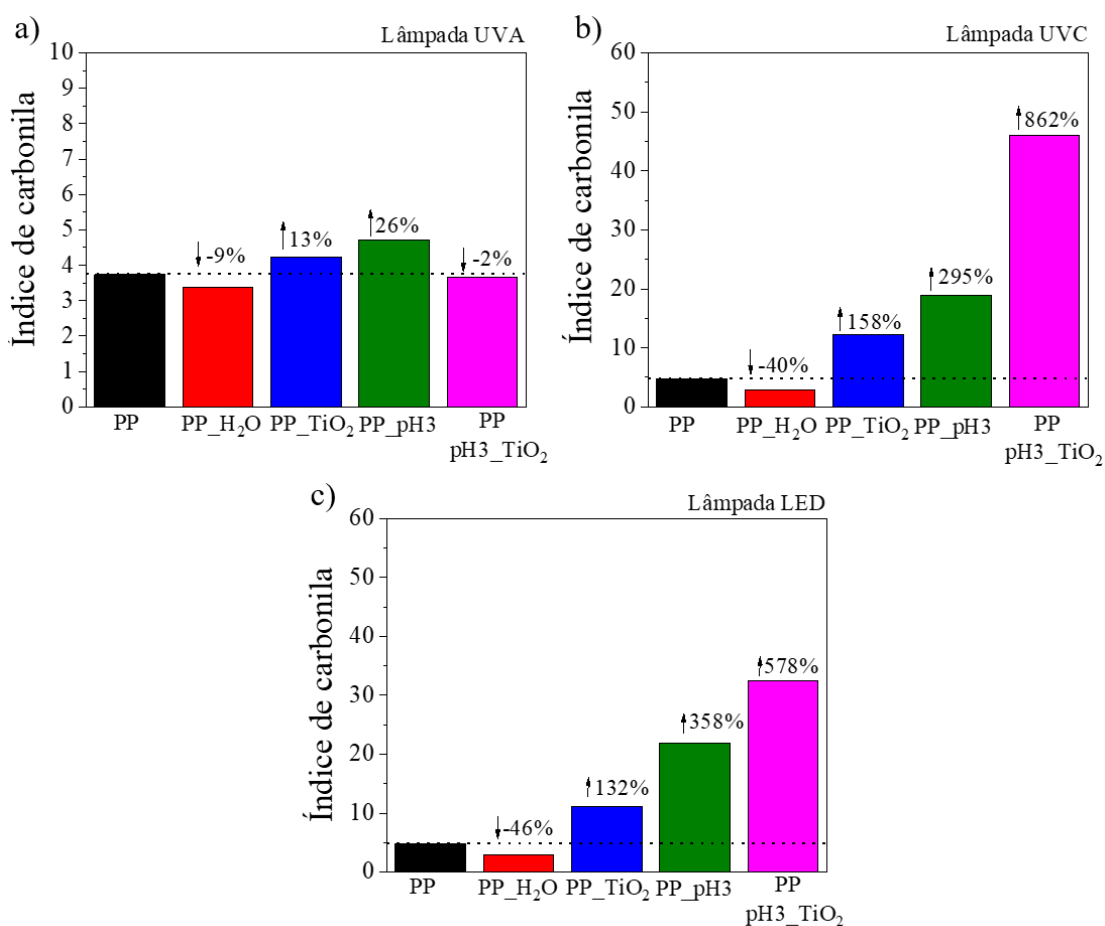 a)
Lâmpada UVA
Índice de carbonila
10
9
8
7
6
5
4
3
2
1
0
-9%
13%
26%
-2%
PP
PP_H₂O
PP_TiO₂
PP_pH3
PP
pH3_TiO₂
b)
Lâmpada UVC
Índice de carbonila
60
50
40
30
20
10
0
-40%
158%
295%
862%
PP
PP_H₂O
PP_TiO₂
PP_pH3
PP
pH3_TiO₂
c)
Lâmpada LED
Índice de carbonila
60
50
40
30
20
10
0
-46%
132%
358%
578%
PP
PP_H₂O
PP_TiO₂
PP_pH3
PP
pH3_TiO₂